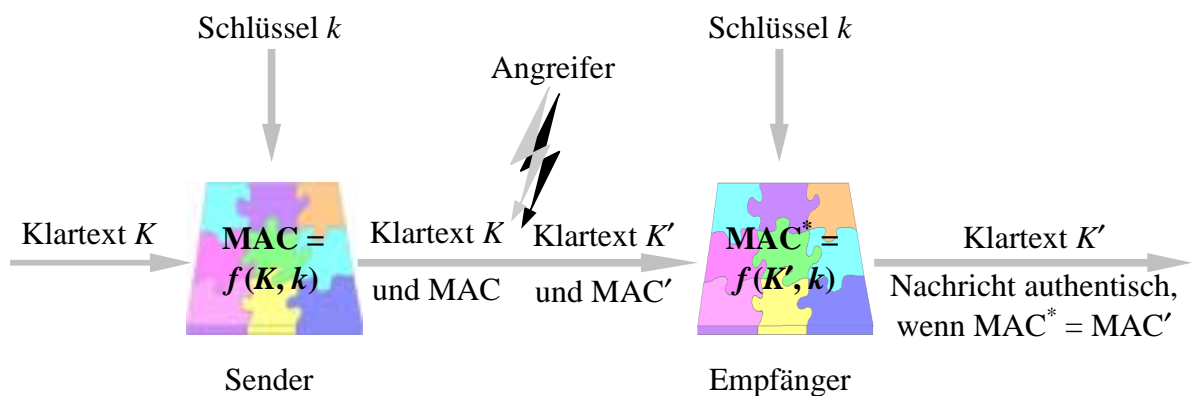 Schlüssel k
Schlüssel k
Angreifer
Klartext K
MAC =
f(K, k)
Klartext K
und MAC
Klartext K′
und MAC′
MAC* =
f(K′, k)
Klartext K′
Nachricht authentisch,
wenn MAC* = MAC′
Sender
Empfänger